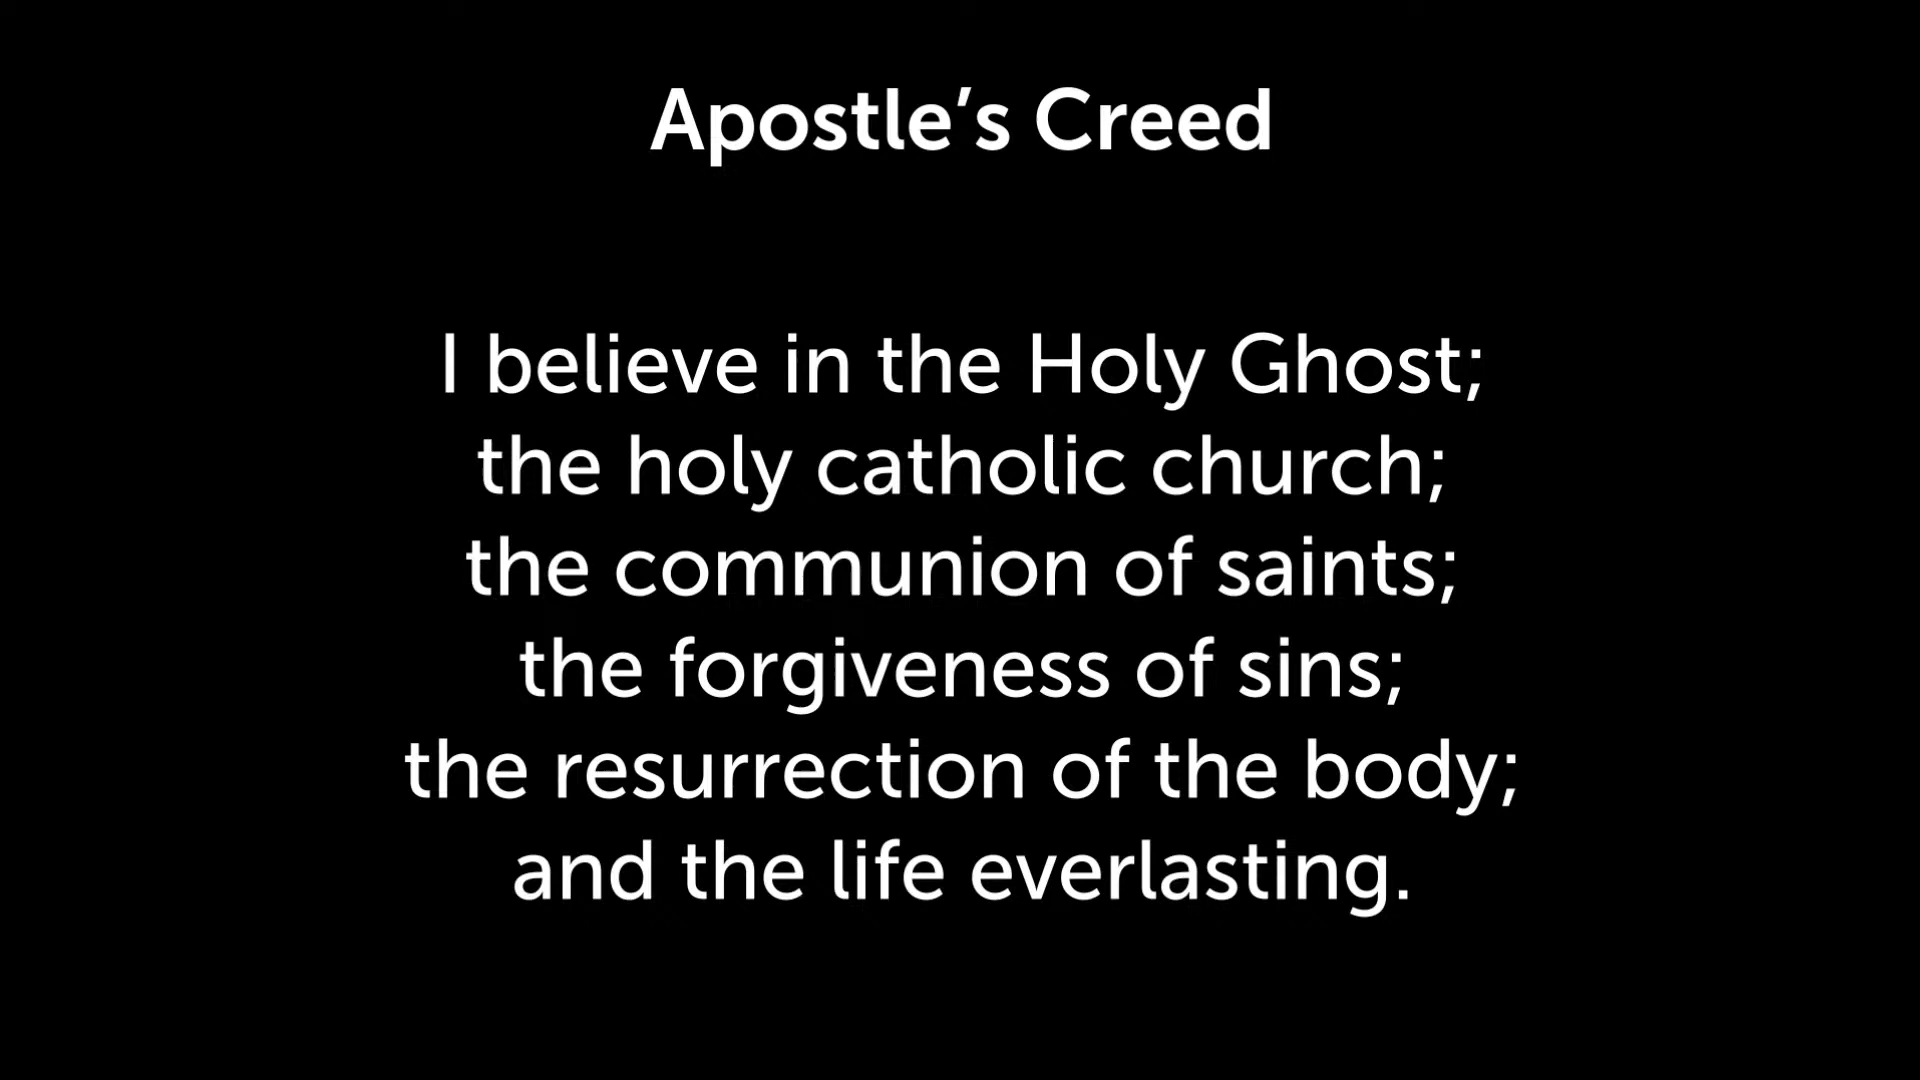 Apostle’s Creed
I believe in the Holy Ghost;
the holy catholic church;
the communion of saints;
the forgiveness of sins;
the resurrection of the body;
and the life everlasting.